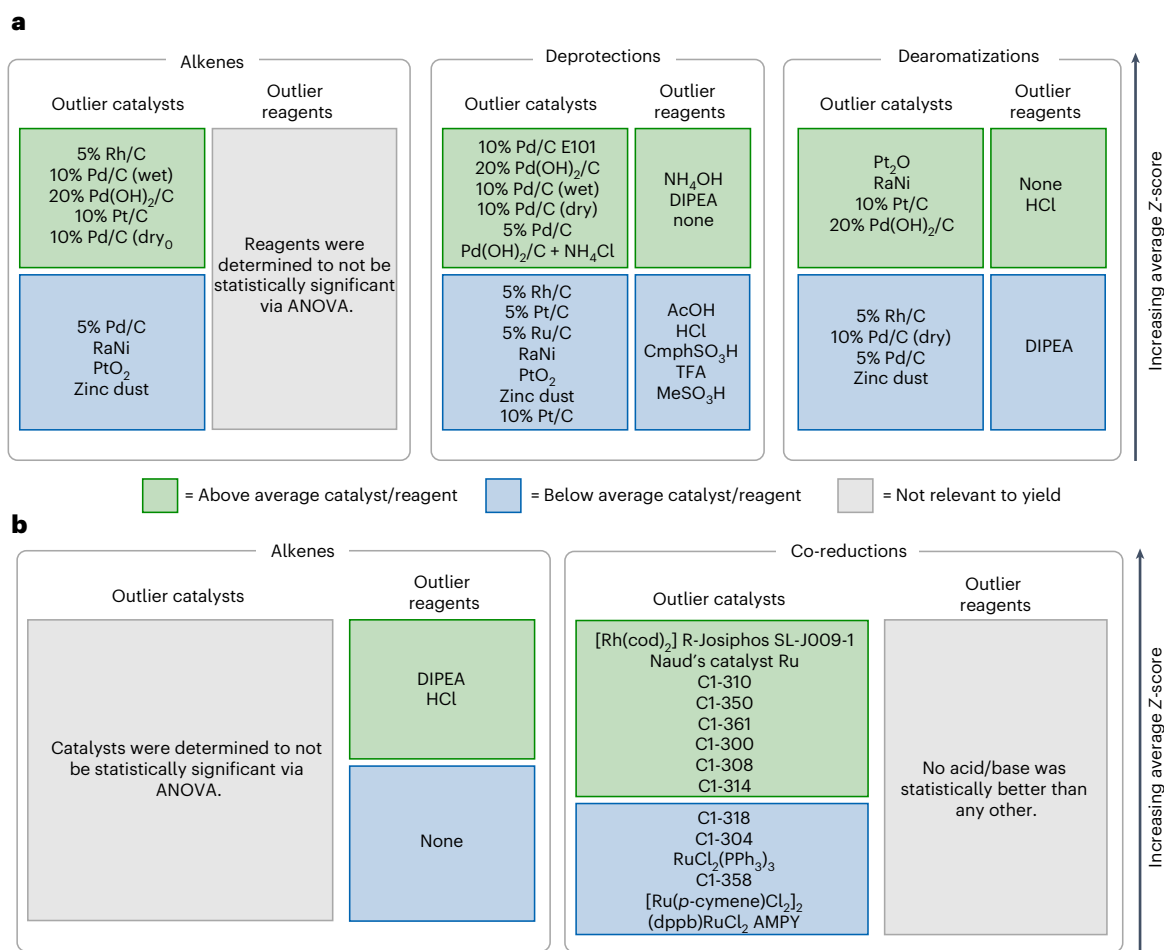 a
Alkenes
Outlier catalysts
Outlier
reagents
5% Rh/C
10% Pd/C (wet)
20% Pd(OH)₂/C
10% Pt/C
10% Pd/C (dry₀
5% Pd/C
RaNi
PtO₂
Zinc dust
Reagents were
determined to not be
statistically significant
via ANOVA.
Deprotections
Outlier catalysts
Outlier
reagents
10% Pd/C E101
20% Pd(OH)₂/C
10% Pd/C (wet)
10% Pd/C (dry)
5% Pd/C
Pd(OH)₂/C + NH₄Cl
NH₄OH
DIPEA
none
5% Rh/C
5% Pt/C
5% Ru/C
RaNi
PtO₂
Zinc dust
10% Pt/C
AcOH
HCl
CmphSO₃H
TFA
MeSO₃H
Dearomatizations
Outlier catalysts
Outlier
reagents
Pt₂O
RaNi
10% Pt/C
20% Pd(OH)₂/C
None
HCl
5% Rh/C
10% Pd/C (dry)
5% Pd/C
Zinc dust
DIPEA
Increasing average Z-score
= Above average catalyst/reagent
= Below average catalyst/reagent
= Not relevant to yield
b
Alkenes
Outlier catalysts
Outlier
reagents
Catalysts were determined to not
be statistically significant via
ANOVA.
DIPEA
HCl
None
Co-reductions
Outlier catalysts
Outlier
reagents
[Rh(cod)₂] R-Josiphos SL-J009-1
Naud's catalyst Ru
C1-310
C1-350
C1-361
C1-300
C1-308
C1-314
C1-318
C1-304
RuCl₂(PPh₃)₃
C1-358
[Ru(p-cymene)Cl₂]₂
(dppb)RuCl₂ AMPY
No acid/base was
statistically better than
any other.
Increasing average Z-score